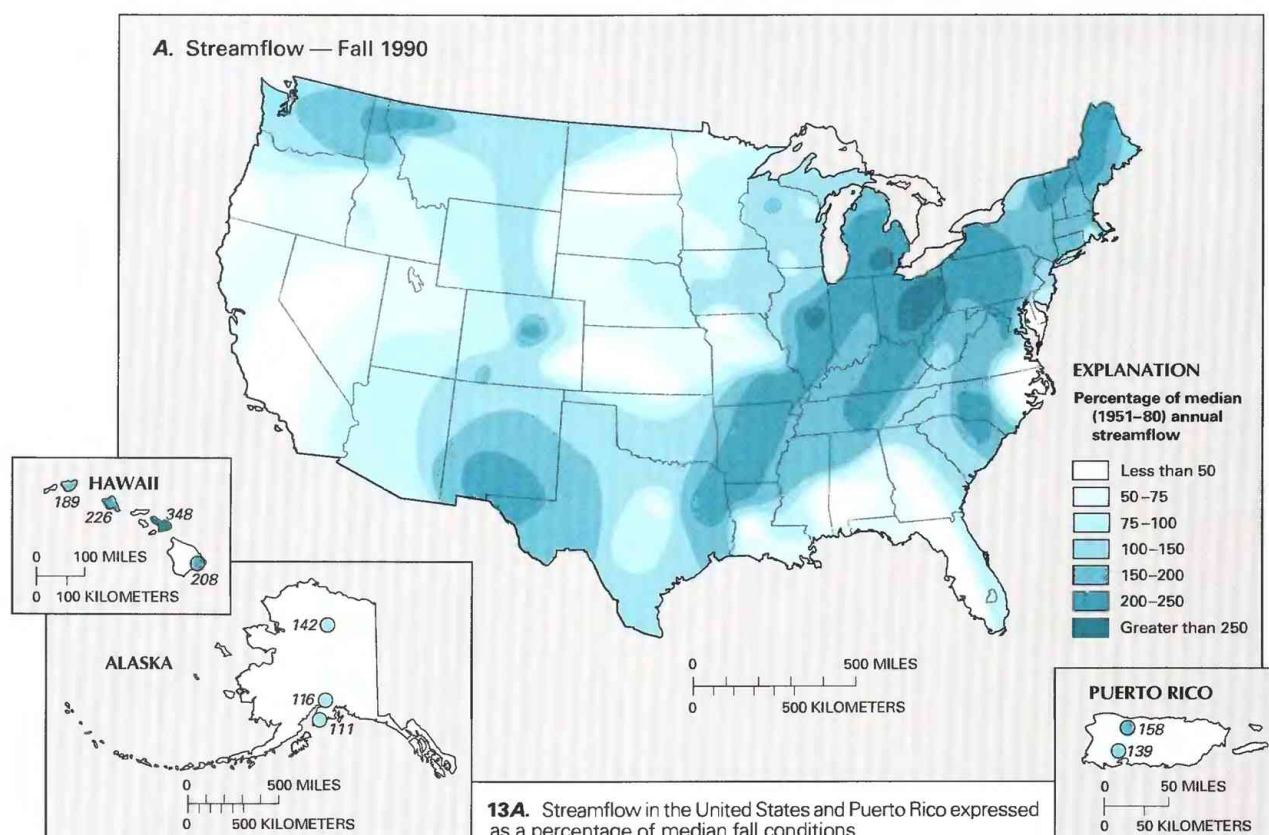 A. Streamflow — Fall 1990
EXPLANATION
Percentage of median
(1951–80) annual
streamflow
Less than 50
50–75
75–100
100–150
150–200
200–250
Greater than 250
0 500 MILES
0 500 KILOMETERS
HAWAII
189
226
348
208
0 100 MILES
0 100 KILOMETERS
ALASKA
142
116
111
0 500 MILES
0 500 KILOMETERS
PUERTO RICO
158
139
0 50 MILES
0 50 KILOMETERS
13A. Streamflow in the United States and Puerto Rico expressed
as a percentage of median fall conditions